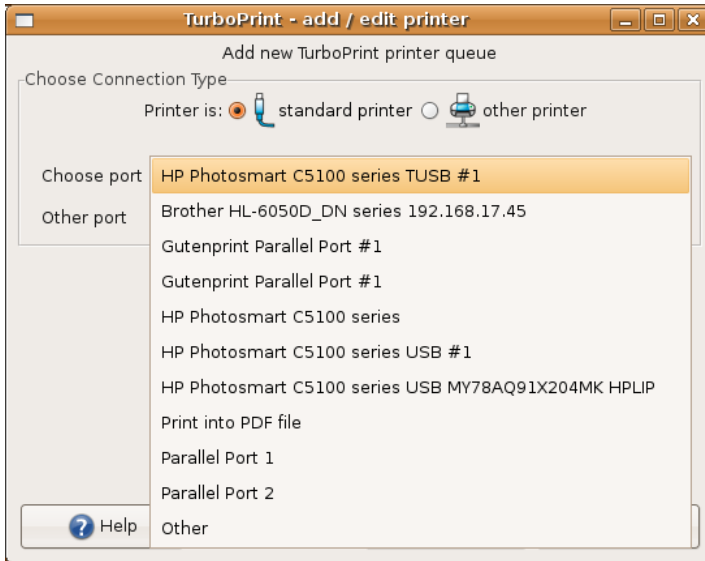 TurboPrint - add / edit printer
Add new TurboPrint printer queue
Choose Connection Type
Printer is: standard printer other printer
Choose port HP Photosmart C5100 series TUSB #1
Other port Brother HL-6050D_DN series 192.168.17.45
Gutenprint Parallel Port #1
Gutenprint Parallel Port #1
HP Photosmart C5100 series
HP Photosmart C5100 series USB #1
HP Photosmart C5100 series USB MY78AQ91X204MK HPLIP
Print into PDF file
Parallel Port 1
Parallel Port 2
Help Other